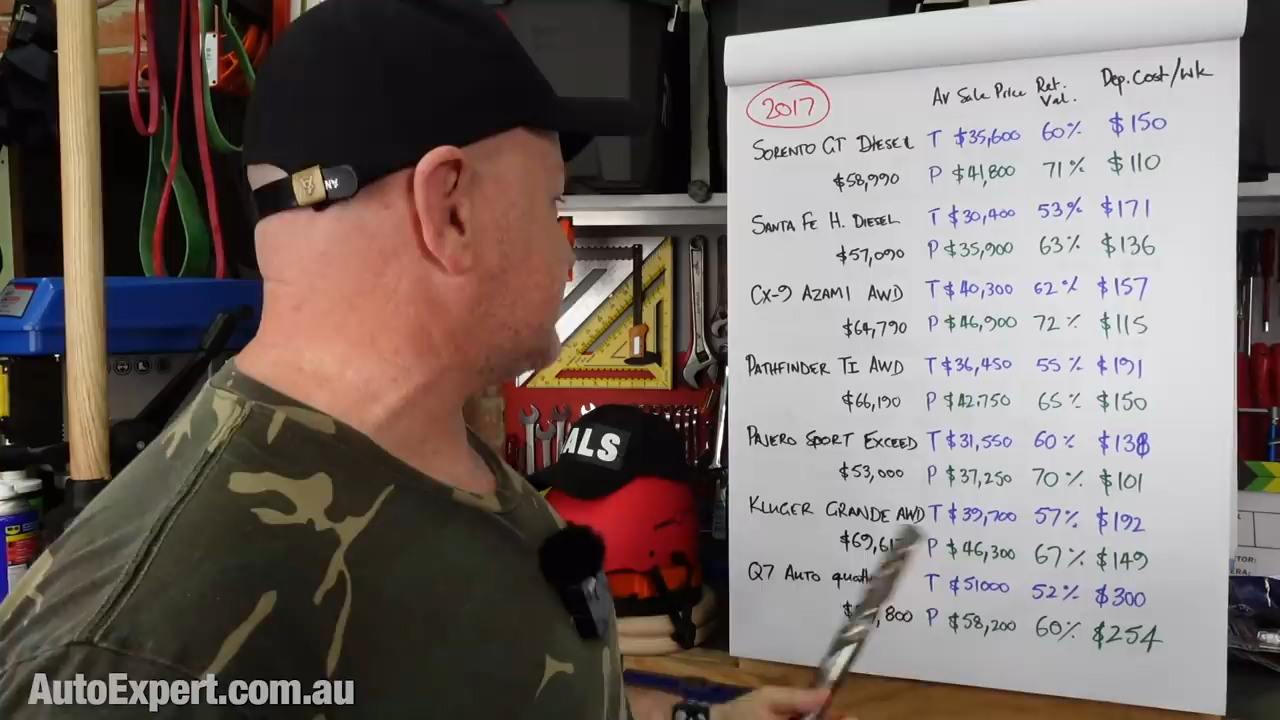 2017
Av Sale Price Ret. Val. Dep. Cost/wk
SORENTO GT DIESEL T $35,600 60% $150
$58,990 P $41,800 71% $110
SANTA FE H. DIESEL T $30,400 53% $171
$57,090 P $35,900 63% $136
CX-9 AZAMI AWD T $40,300 62% $157
$64,790 P $46,900 72% $115
PATHFINDER TI AWD T $36,450 55% $191
$66,190 P $42,750 65% $150
PAJERO SPORT EXCEED T $31,550 60% $138
$53,000 P $37,250 70% $101
KLUGER GRANDE AWD T $39,700 57% $192
P $46,300 67% $149
Q7 Auto T $51000 52% $300
P $58,200 60% $254
ALS
AutoExpert.com.au